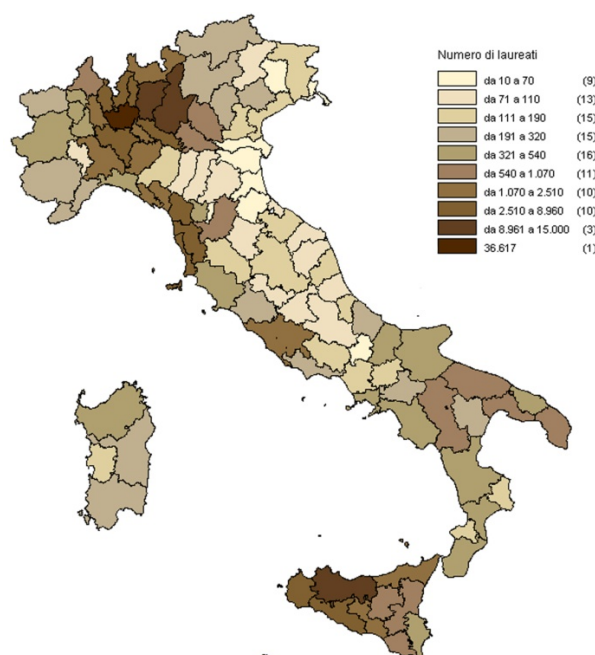 Numero di laureati
da 10 a 70 (9)
da 71 a 110 (13)
da 111 a 190 (15)
da 191 a 320 (15)
da 321 a 540 (16)
da 540 a 1.070 (11)
da 1.070 a 2.510 (10)
da 2.510 a 8.960 (10)
da 8.961 a 15.000 (3)
36.617 (1)